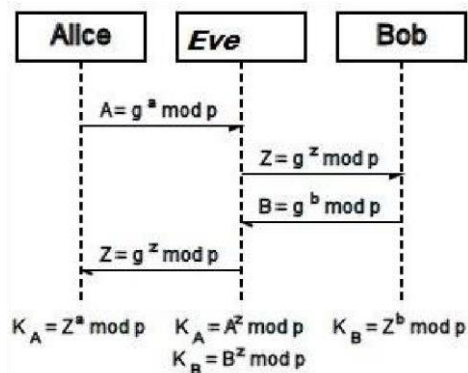 Alice Eve Bob
A = g^a mod p
Z = g^z mod p
B = g^b mod p
Z = g^z mod p
K_A = Z^a mod p K_A = A^z mod p K_B = Z^b mod p
K_B = B^z mod p